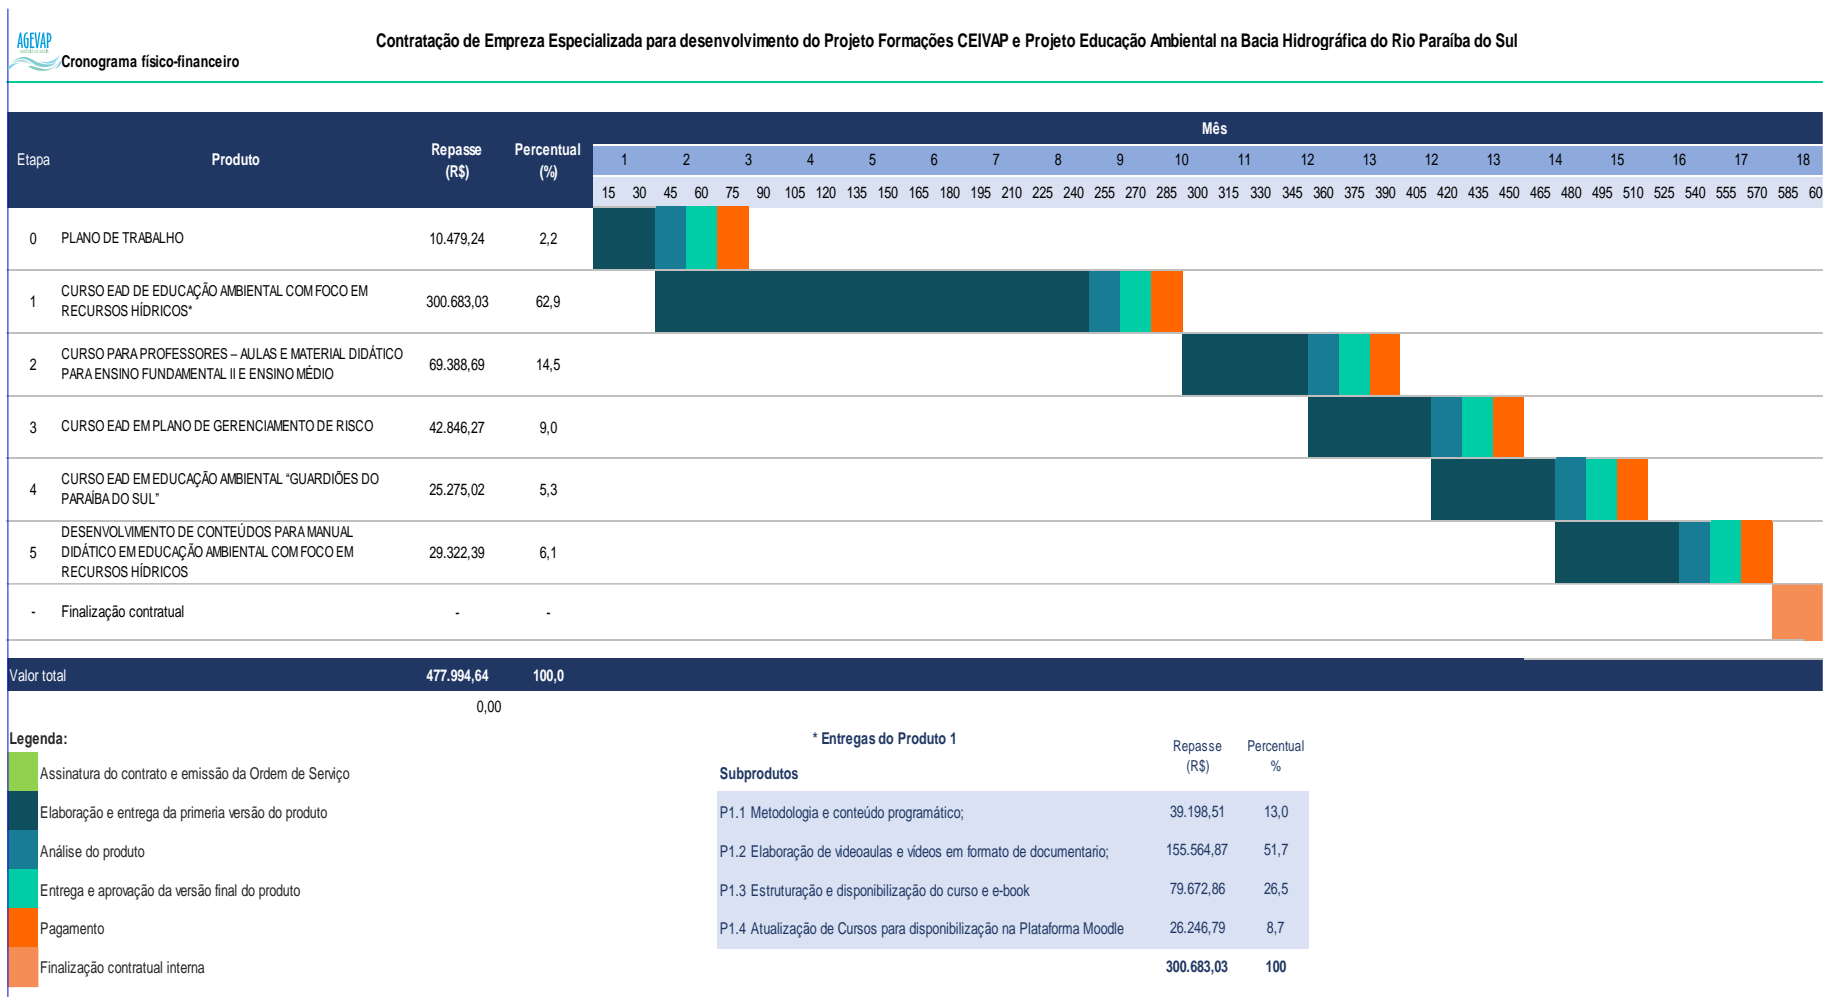 AGEVAP
Contratação de Empreza Especializada para desenvolvimento do Projeto Formações CEIVAP e Projeto Educação Ambiental na Bacia Hidrográfica do Rio Paraíba do Sul
Cronograma físico-financeiro
Mês
Etapa Produto Repasse (R$) Percentual (%)
1 2 3 4 5 6 7 8 9 10 11 12 13 12 13 14 15 16 17 18
15 30 45 60 75 90 105 120 135 150 165 180 195 210 225 240 255 270 285 300 315 330 345 360 375 390 405 420 435 450 465 480 495 510 525 540 555 570 585 60
0 PLANO DE TRABALHO 10.479,24 2,2
CURSO EAD DE EDUCAÇÃO AMBIENTAL COM FOCO EM
1 RECURSOS HÍDRICOS* 300.683,03 62,9
CURSO PARA PROFESSORES – AULAS E MATERIAL DIDÁTICO
2 PARA ENSINO FUNDAMENTAL II E ENSINO MÉDIO 69.388,69 14,5
3 CURSO EAD EM PLANO DE GERENCIAMENTO DE RISCO 42.846,27 9,0
CURSO EAD EM EDUCAÇÃO AMBIENTAL “GUARDIÕES DO
4 PARAÍBA DO SUL” 25.275,02 5,3
DESENVOLVIMENTO DE CONTEÚDOS PARA MANUAL
5 DIDÁTICO EM EDUCAÇÃO AMBIENTAL COM FOCO EM 29.322,39 6,1
RECURSOS HÍDRICOS
- Finalização contratual - -
Valor total 477.994,64 100,0
0,00
Legenda:
Assinatura do contrato e emissão da Ordem de Serviço
Elaboração e entrega da primeria versão do produto
Análise do produto
Entrega e aprovação da versão final do produto
Pagamento
Finalização contratual interna
* Entregas do Produto 1
Subprodutos Repasse (R$) Percentual %
P1.1 Metodologia e conteúdo programático; 39.198,51 13,0
P1.2 Elaboração de videoaulas e vídeos em formato de documentario; 155.564,87 51,7
P1.3 Estruturação e disponibilização do curso e e-book 79.672,86 26,5
P1.4 Atualização de Cursos para disponibilização na Plataforma Moodle 26.246,79 8,7
300.683,03 100